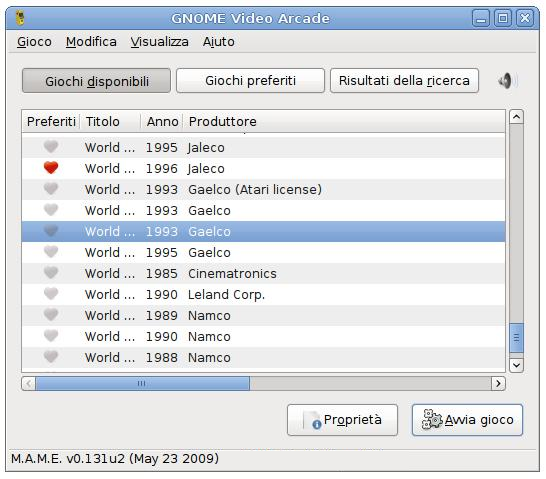 GNOME Video Arcade
Gioco Modifica Visualizza Aiuto
Giochi disponibili Giochi preferiti Risultati della ricerca
Preferiti Titolo Anno Produttore
World ... 1995 Jaleco
World ... 1996 Jaleco
World ... 1993 Gaelco (Atari license)
World ... 1993 Gaelco
World ... 1993 Gaelco
World ... 1995 Gaelco
World ... 1985 Cinematronics
World ... 1990 Leland Corp.
World ... 1989 Namco
World ... 1990 Namco
World ... 1988 Namco
Proprietà Avvia gioco
M.A.M.E. v0.131u2 (May 23 2009)